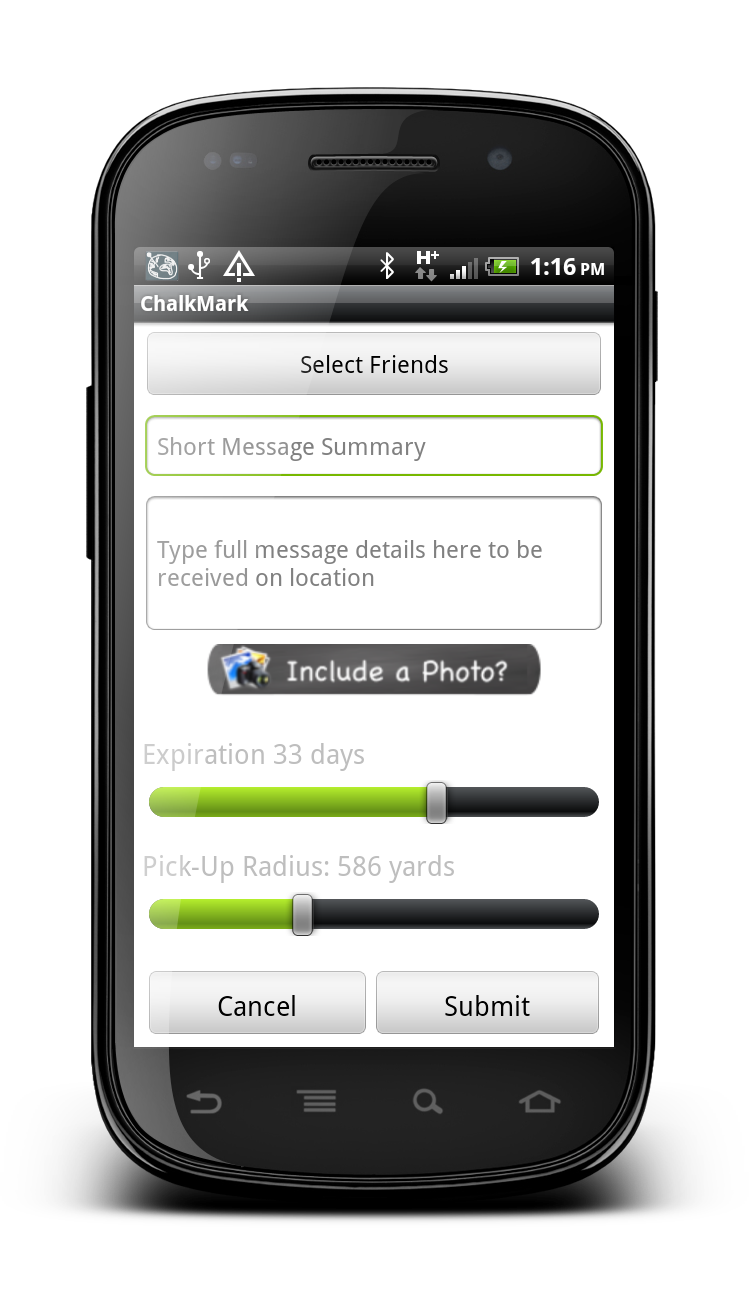 H+
1:16 PM
ChalkMark
Select Friends
Short Message Summary
Type full message details here to be
received on location
Include a Photo?
Expiration 33 days
Pick-Up Radius: 586 yards
Cancel
Submit